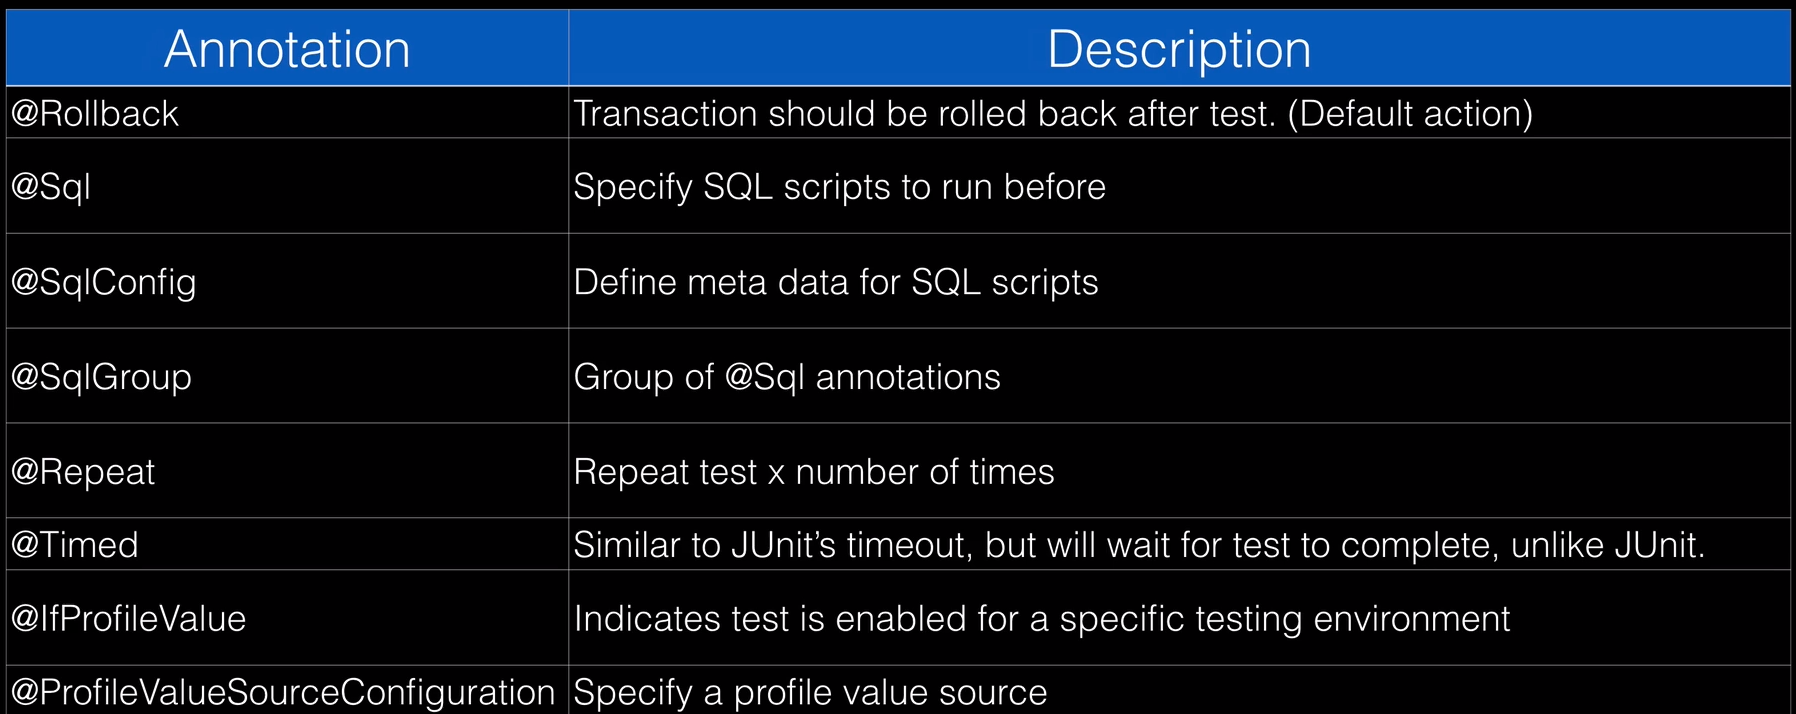 Annotation Description
@Rollback Transaction should be rolled back after test. (Default action)
@Sql Specify SQL scripts to run before
@SqlConfig Define meta data for SQL scripts
@SqlGroup Group of @Sql annotations
@Repeat Repeat test x number of times
@Timed Similar to JUnit’s timeout, but will wait for test to complete, unlike JUnit.
@IfProfileValue Indicates test is enabled for a specific testing environment
@ProfileValueSourceConfiguration Specify a profile value source